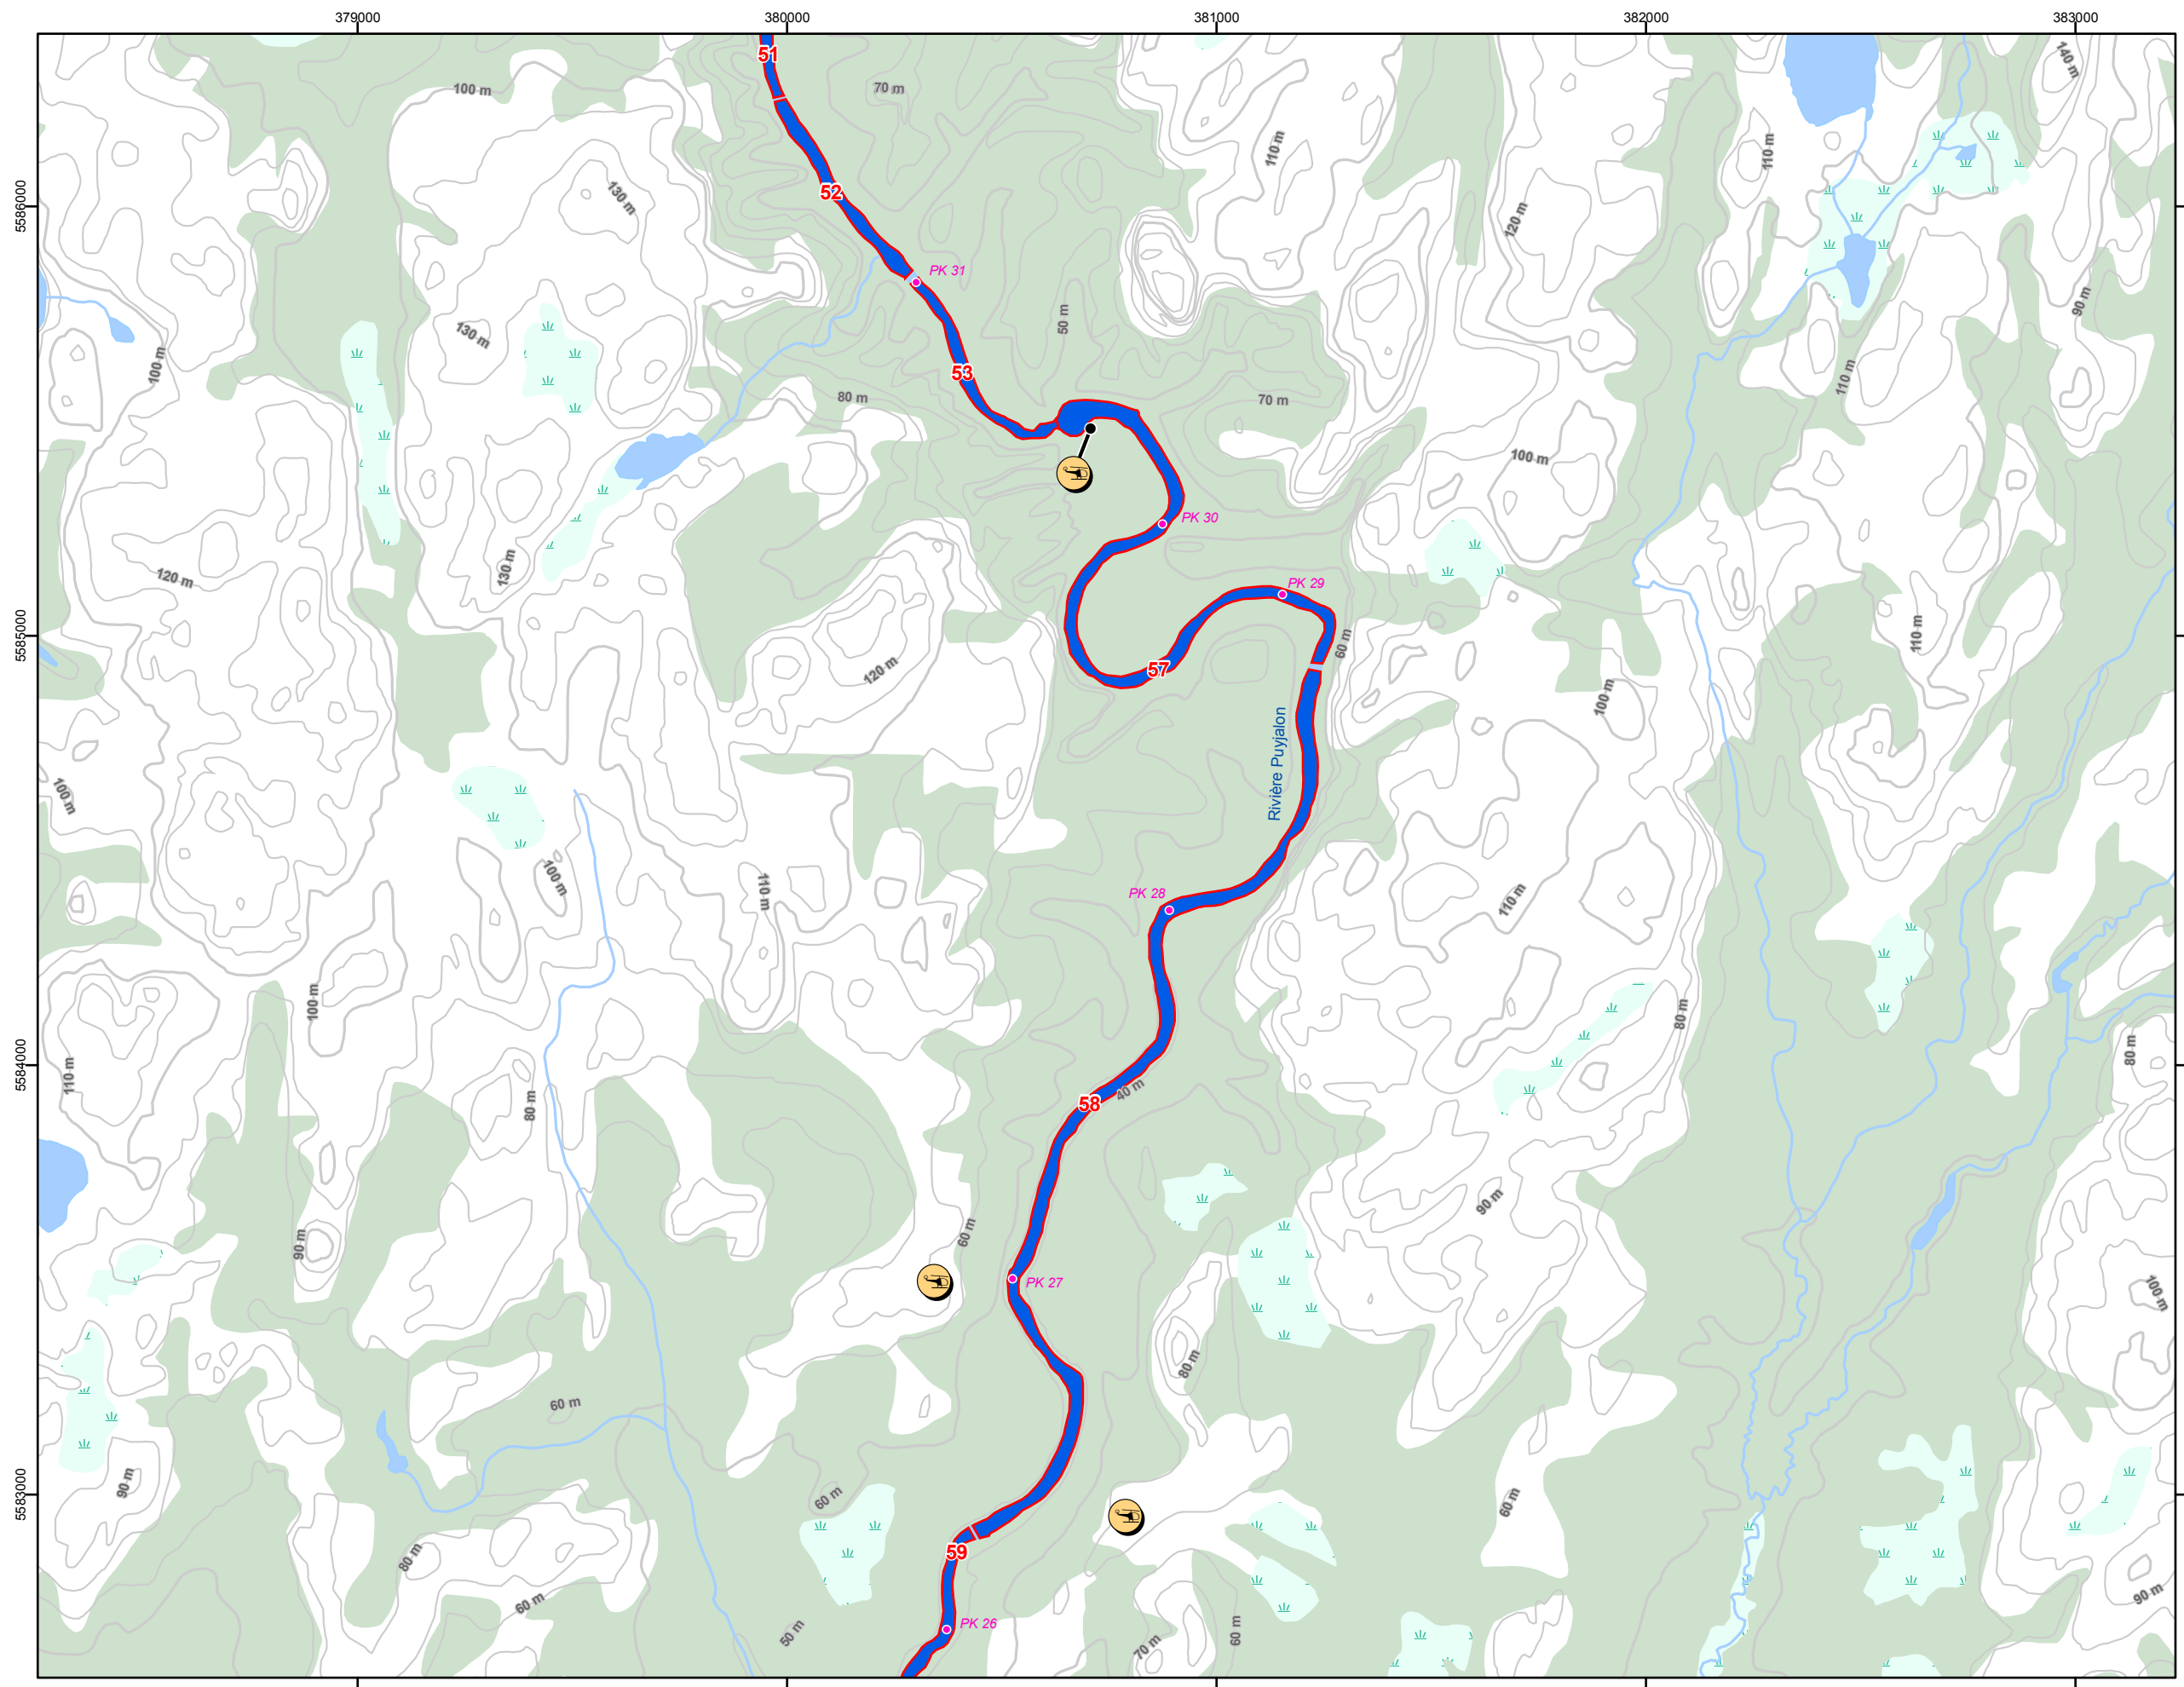 379000
380000
381000
382000
383000
51
140 m
100 m
70 m
110 m
110 m
130 m
52
120 m
5586000
PK 31
90 m
50 m
130 m
100 m
53
110 m
80 m
70 m
100 m
PK 30
130 m
120 m
PK 29
5585000
60 m
110 m
120 m
57
100 m
Rivière Puyjalon
100 m
100 m
110 m
PK 28
110 m
100 m
80 m
5584000
110 m
80 m
80 m
40 m
58
90 m
60 m
90 m
PK 27
100 m
80 m
60 m
5583000
90 m
60 m
60 m
59
80 m
90 m
60 m
PK 26
50 m
60 m
70 m